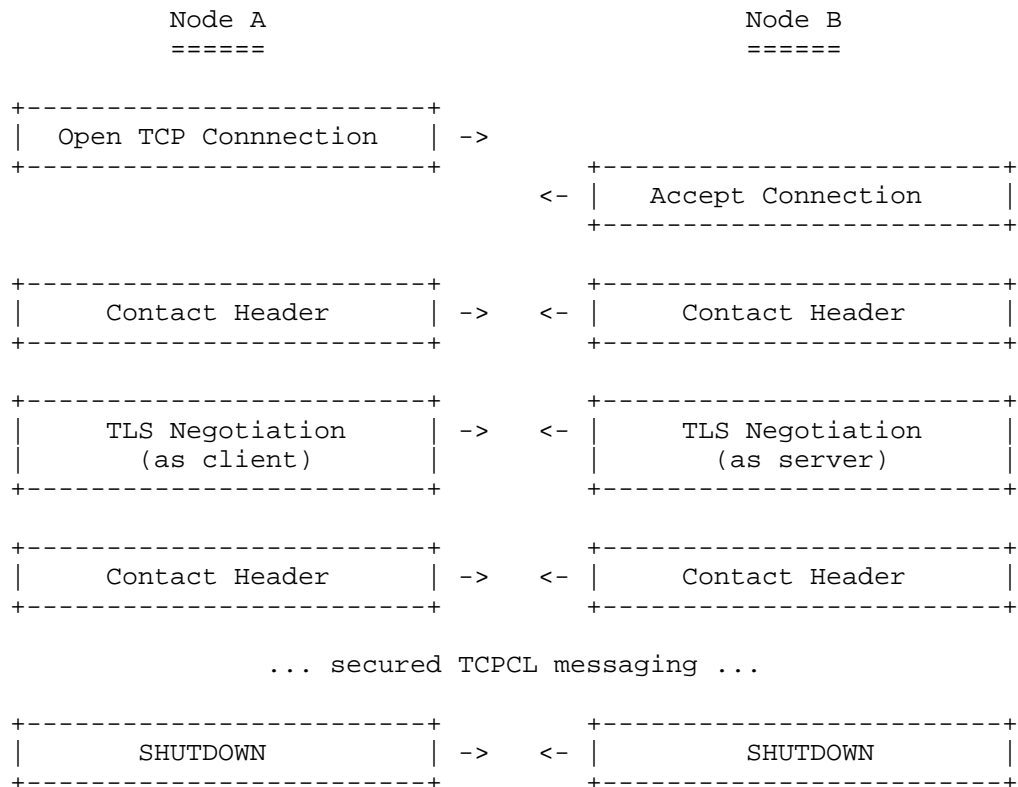 Node A                              Node B
======                              ======
Open TCP Connnection ->
<- Accept Connection
Contact Header -> <- Contact Header
TLS Negotiation -> <- TLS Negotiation
(as client) (as server)
Contact Header -> <- Contact Header
... secured TCPCL messaging ...
SHUTDOWN -> <- SHUTDOWN